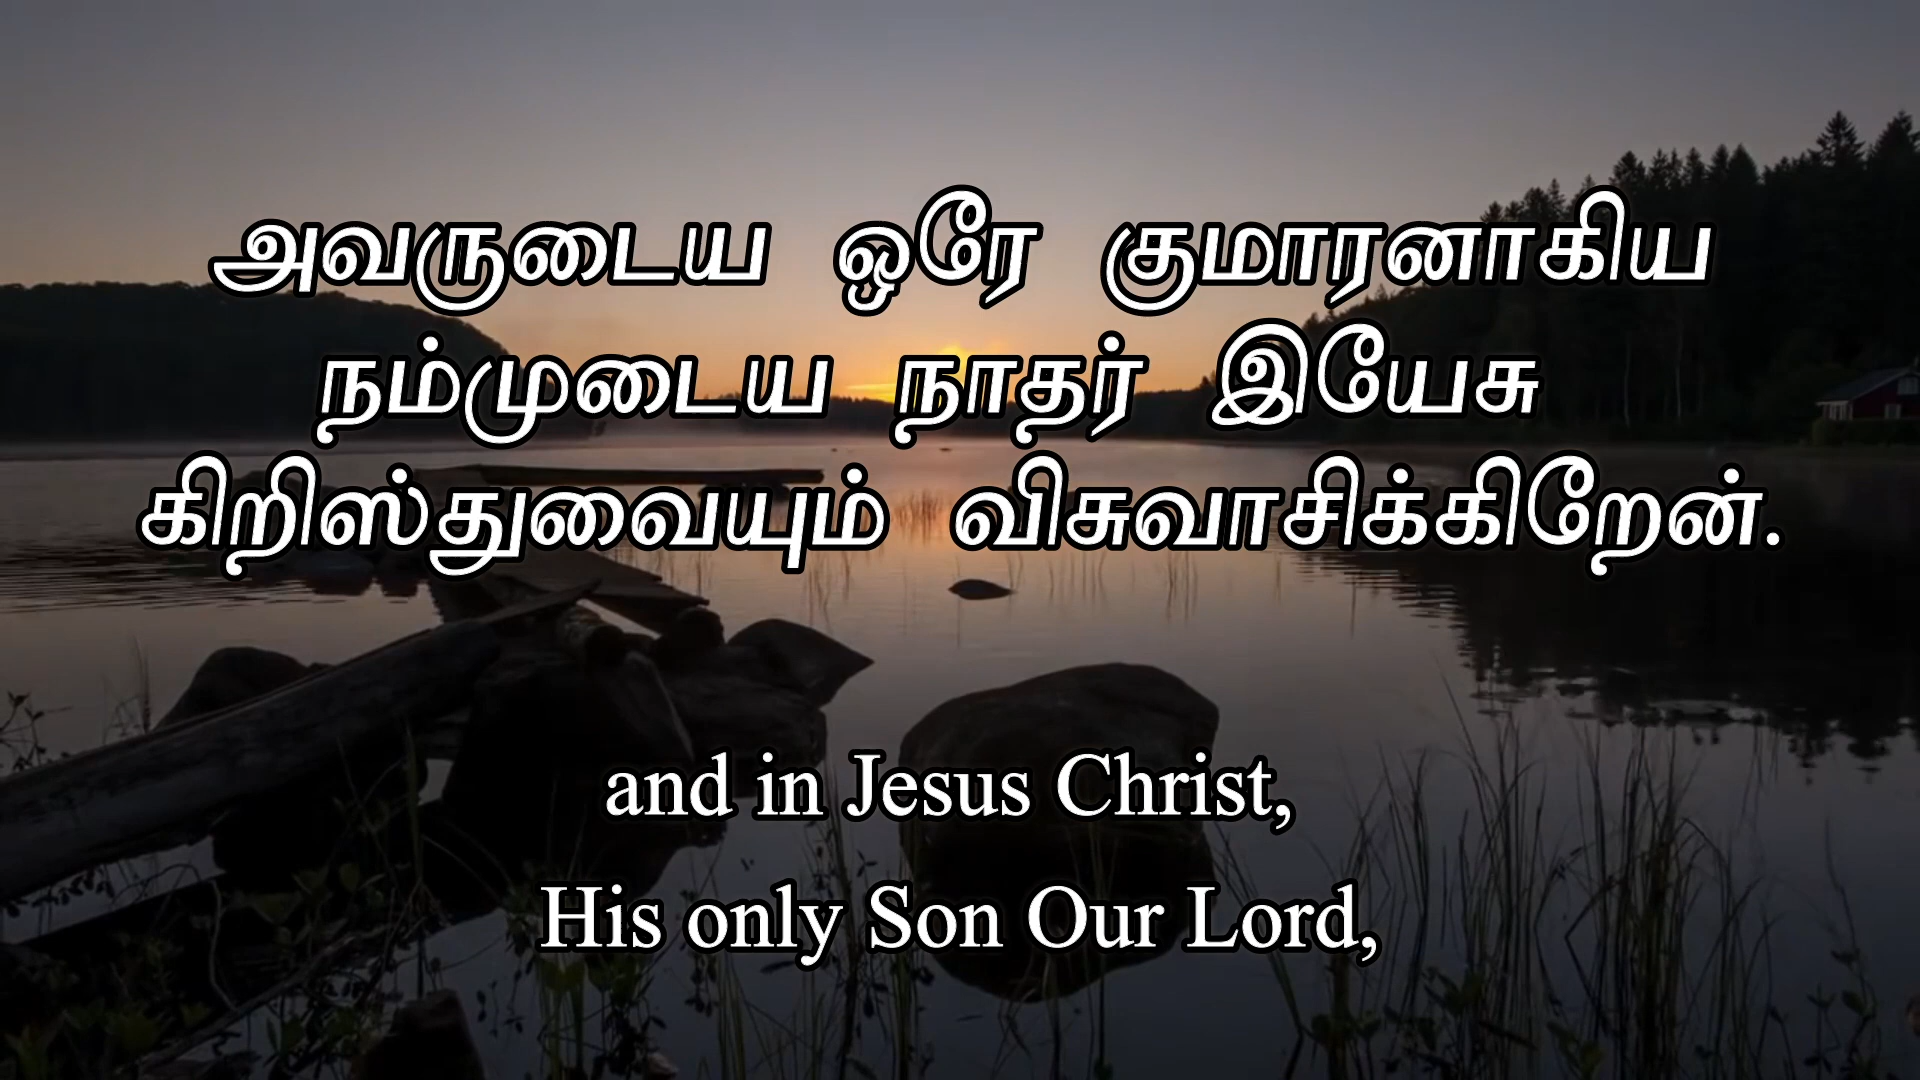 அவருடைய ஒரே குமாரனாகிய
நம்முடைய நாதர் இயேசு
கிறிஸ்துவையும் விசுவாசிக்கிறேன்.
and in Jesus Christ,
His only Son Our Lord,